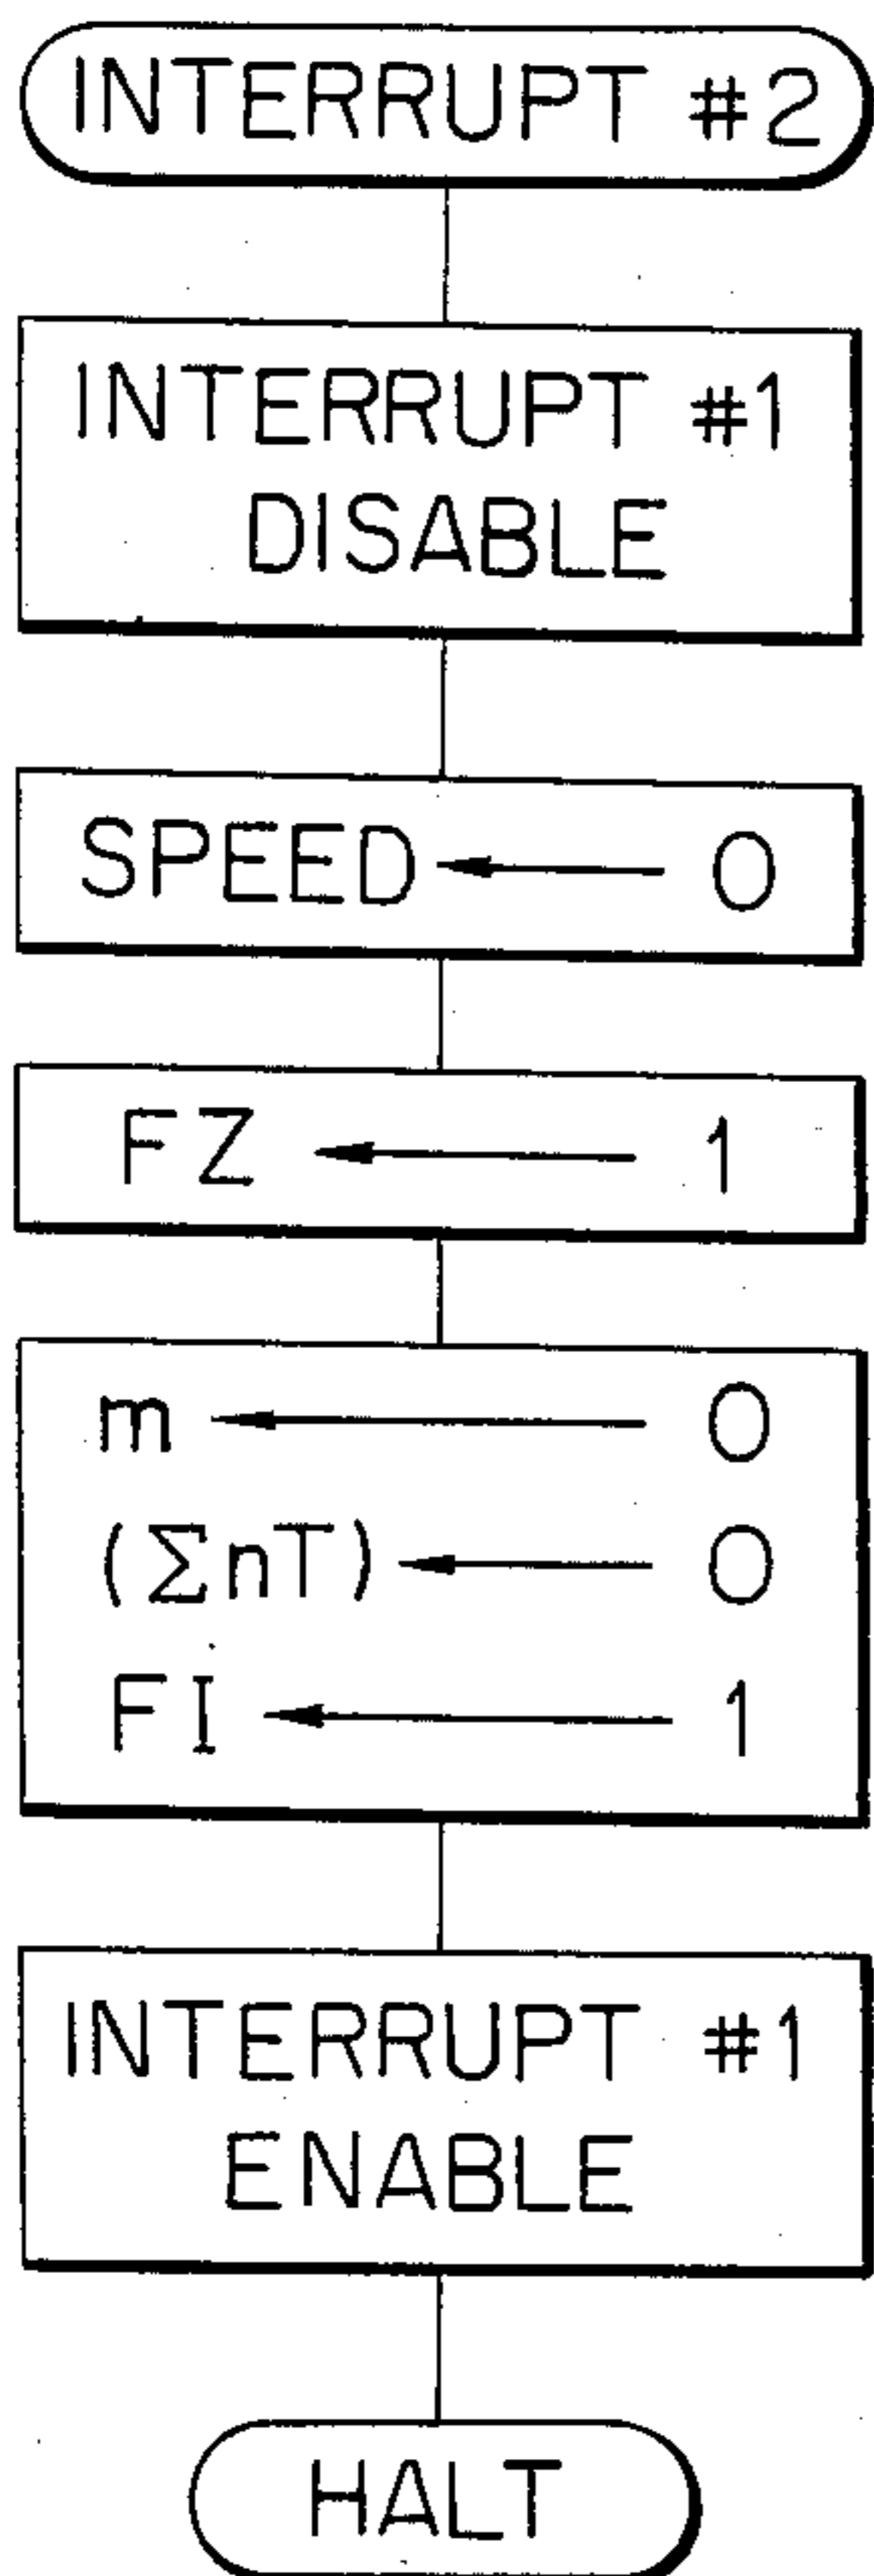 INTERRUPT #2
INTERRUPT #1
DISABLE
SPEED ← 0
FZ ← 1
m ← 0
(ΣnT) ← 0
FI ← 1
INTERRUPT #1
ENABLE
HALT